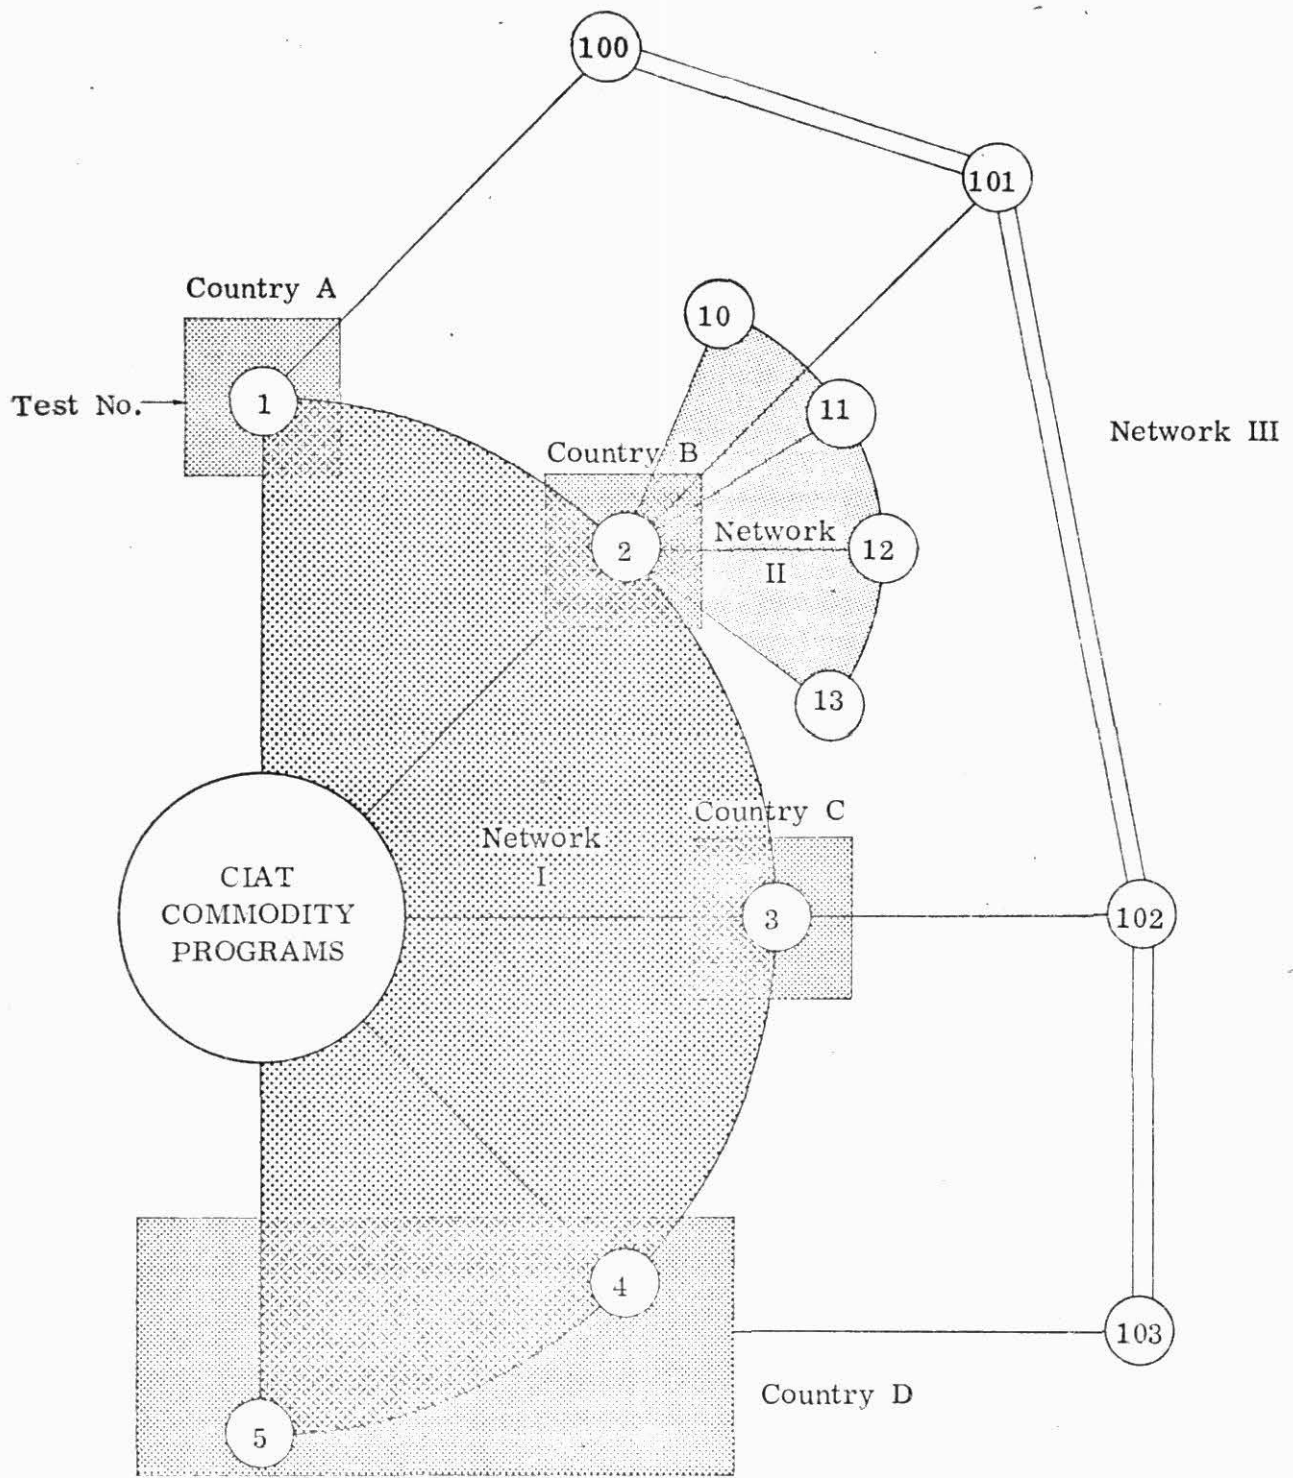 100
101
Country A
10
Test No.
1
11
Network III
Country B
2
Network
II
12
13
Country C
Network
I
CIAT
COMMODITY
PROGRAMS
3
102
4
103
Country D
5